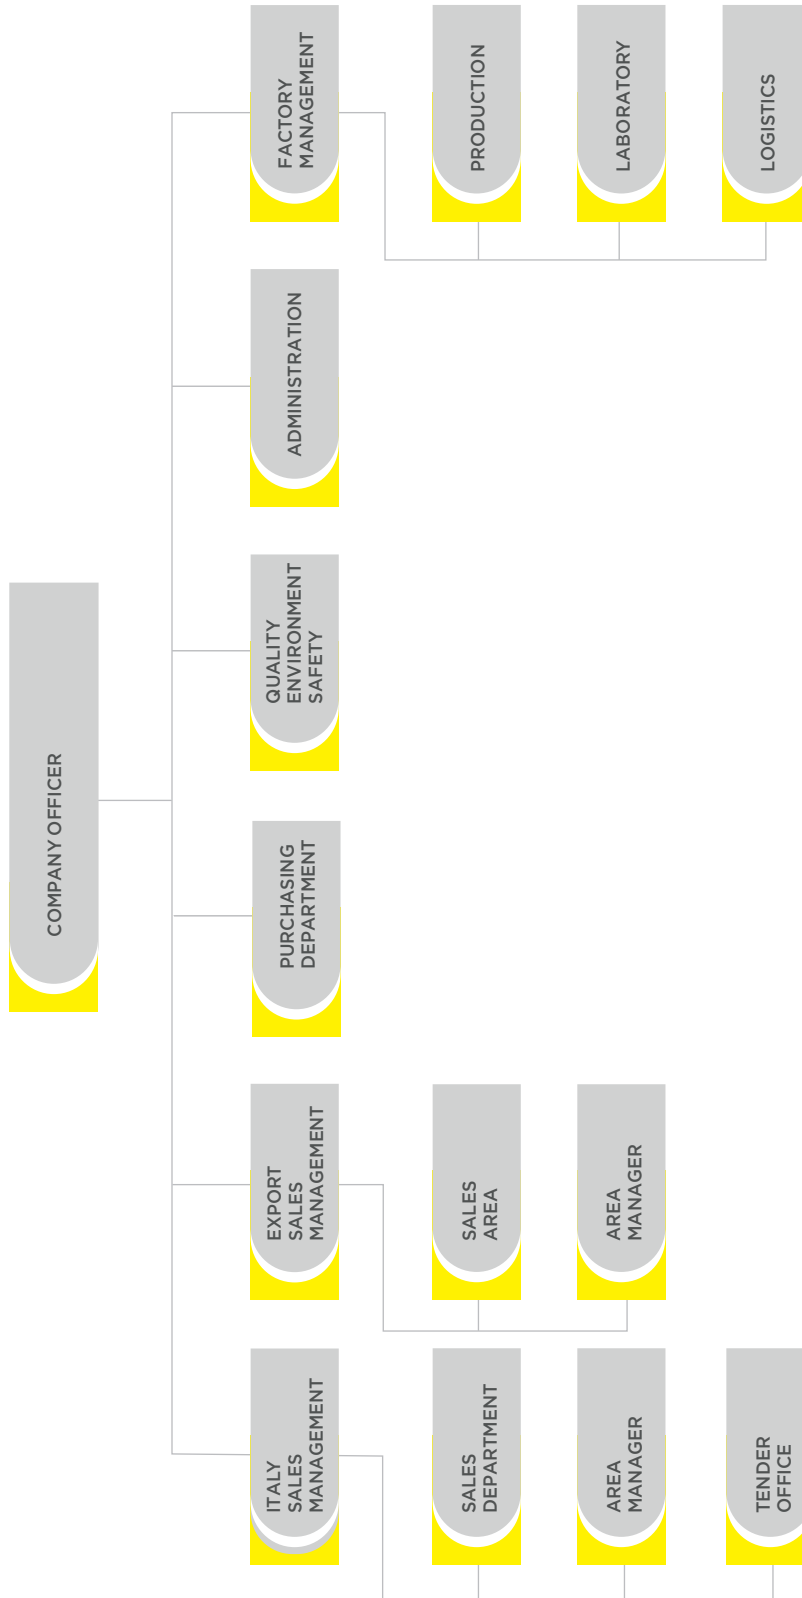 COMPANY OFFICER
ITALY
SALES
MANAGEMENT
EXPORT
SALES
MANAGEMENT
PURCHASING
DEPARTMENT
QUALITY
ENVIRONMENT
SAFETY
ADMINISTRATION
FACTORY
MANAGEMENT
SALES
DEPARTMENT
SALES
AREA
PRODUCTION
AREA
MANAGER
AREA
MANAGER
LABORATORY
TENDER
OFFICE
LOGISTICS